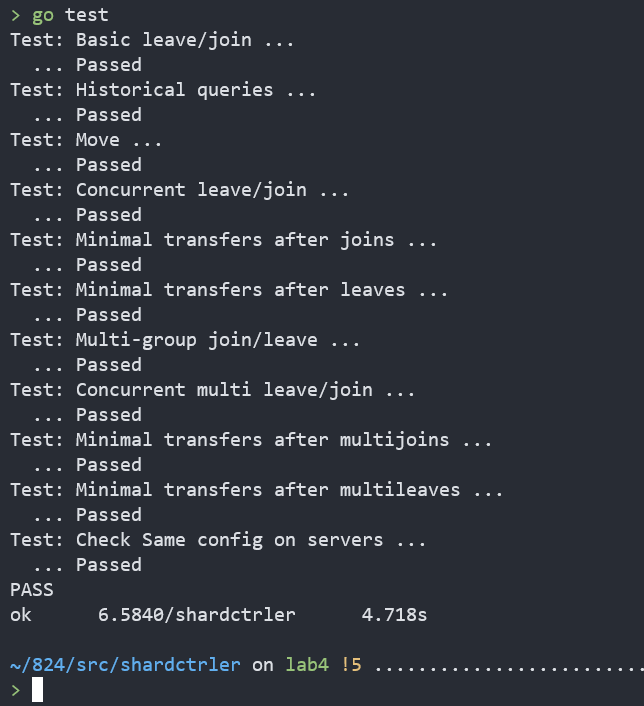 > go test
Test: Basic leave/join ...
  ... Passed
Test: Historical queries ...
  ... Passed
Test: Move ...
  ... Passed
Test: Concurrent leave/join ...
  ... Passed
Test: Minimal transfers after joins ...
  ... Passed
Test: Minimal transfers after leaves ...
  ... Passed
Test: Multi-group join/leave ...
  ... Passed
Test: Concurrent multi leave/join ...
  ... Passed
Test: Minimal transfers after multijoins ...
  ... Passed
Test: Minimal transfers after multileaves ...
  ... Passed
Test: Check Same config on servers ...
  ... Passed
PASS
ok      6.5840/shardctrler      4.718s
~/824/src/shardctrler on lab4 !5 .........................
>